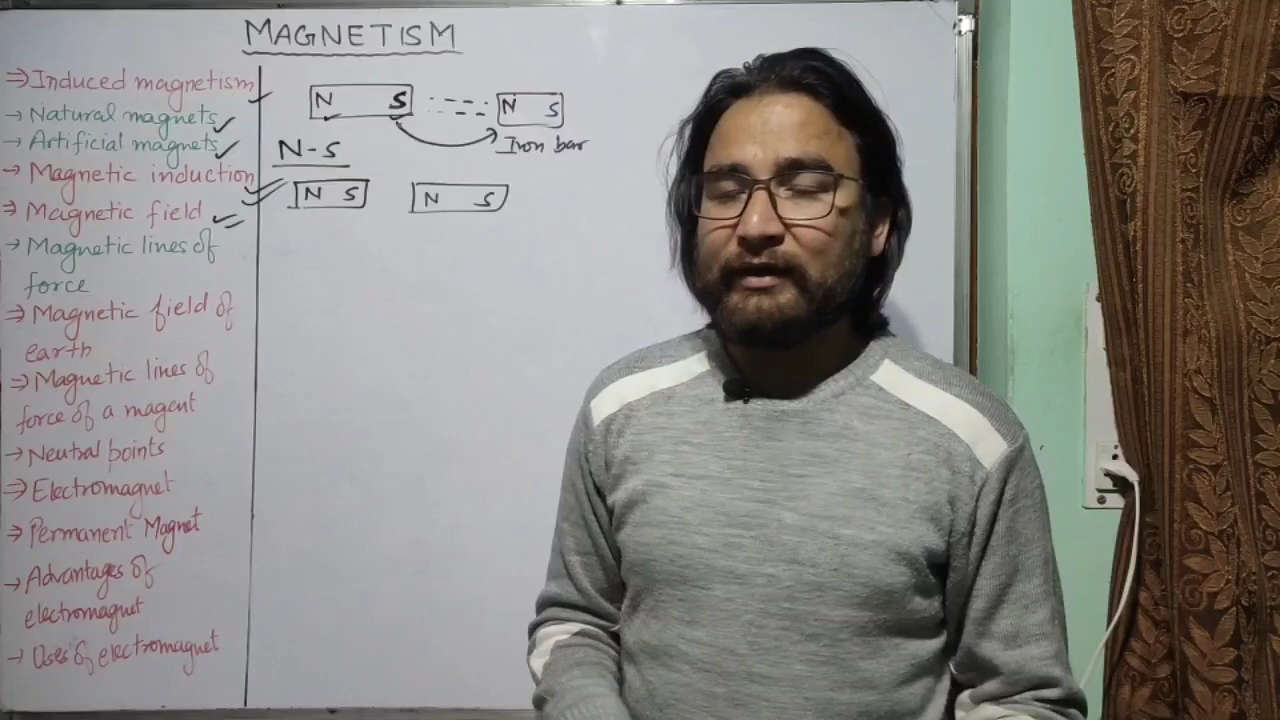 MAGNETISM
⇒ Induced magnetism
→ Natural magnets
→ Artificial magnets
→ Magnetic induction
⇒ Magnetic field
→ Magnetic lines of
force
⇒ Magnetic field of
earth
⇒ Magnetic lines of
force of a magent
→ Neutral points
⇒ Electromagnet
→ Permanent Magnet
→ Advantages of
electromagnet
→ Uses of electromagnet
N S N S
Iron bar
N-S
N S N S